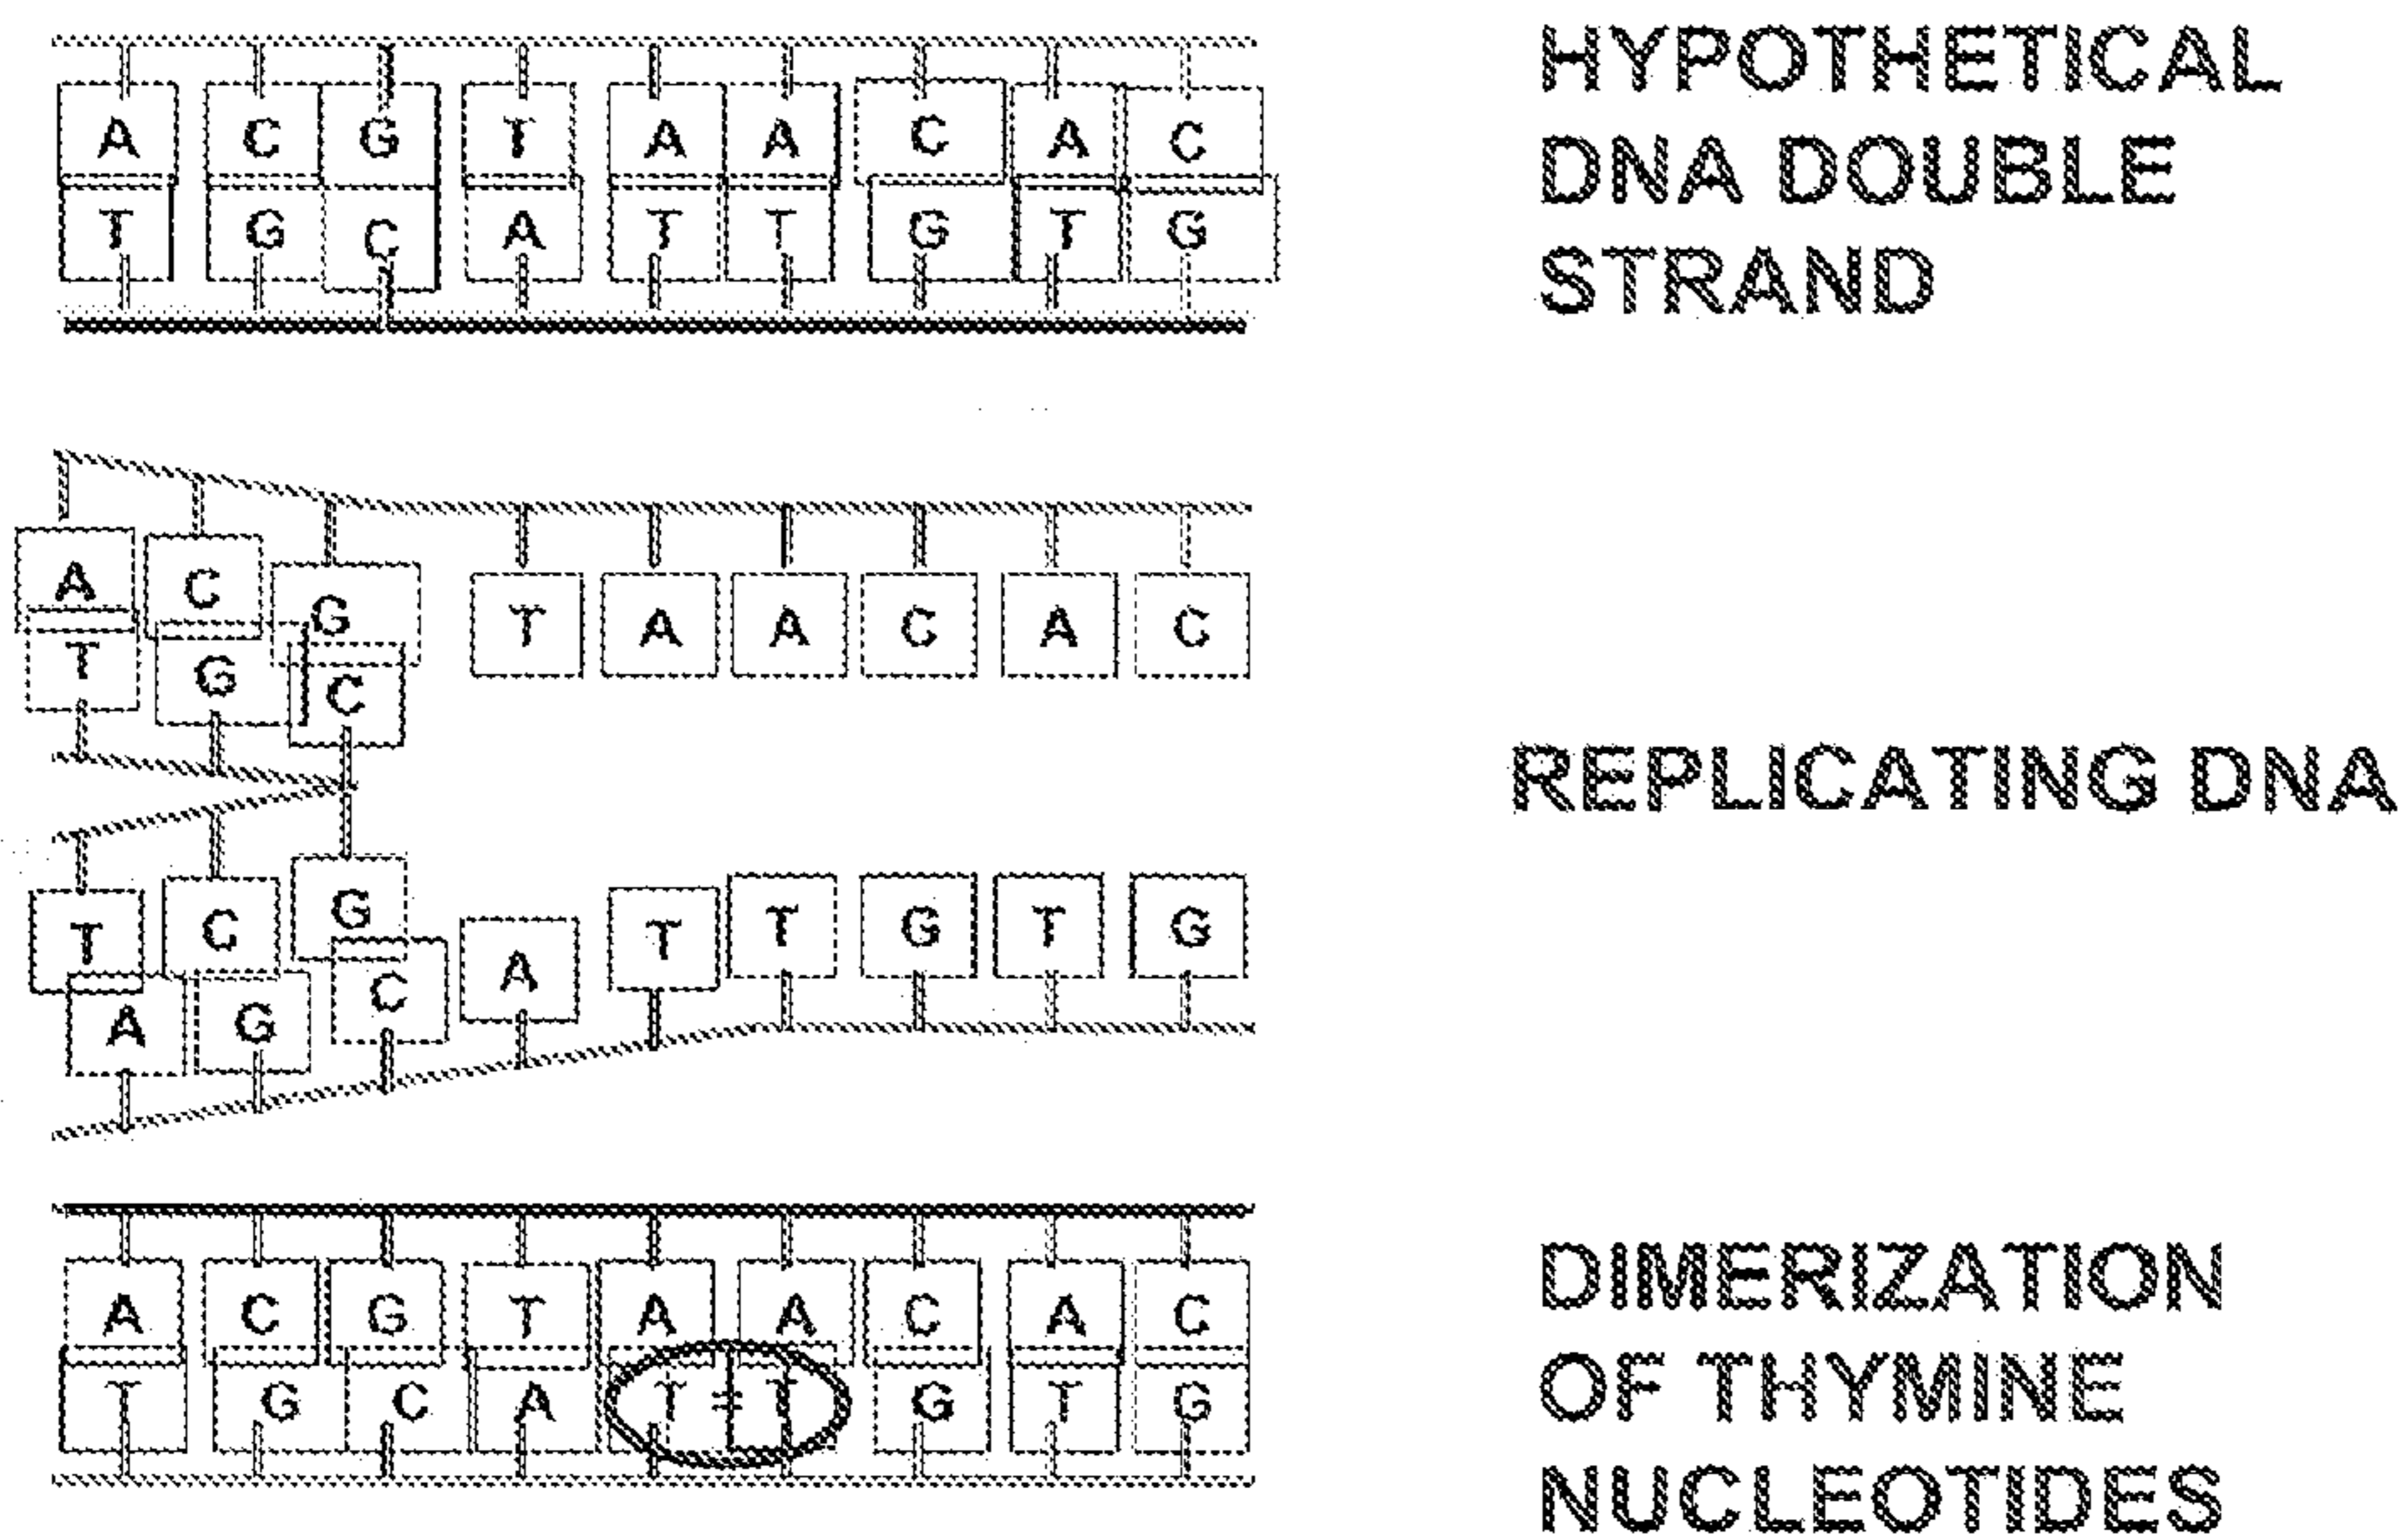 A C G T A A C A C
T G C A T T G T G
HYPOTHETICAL
DNA DOUBLE
STRAND
A C G T A A C A C
T G C
T C G
A G C A T T G T G
REPLICATING DNA
A C G T A A C A C
T G C A T = T G T G
DIMERIZATION
OF THYMINE
NUCLEOTIDES